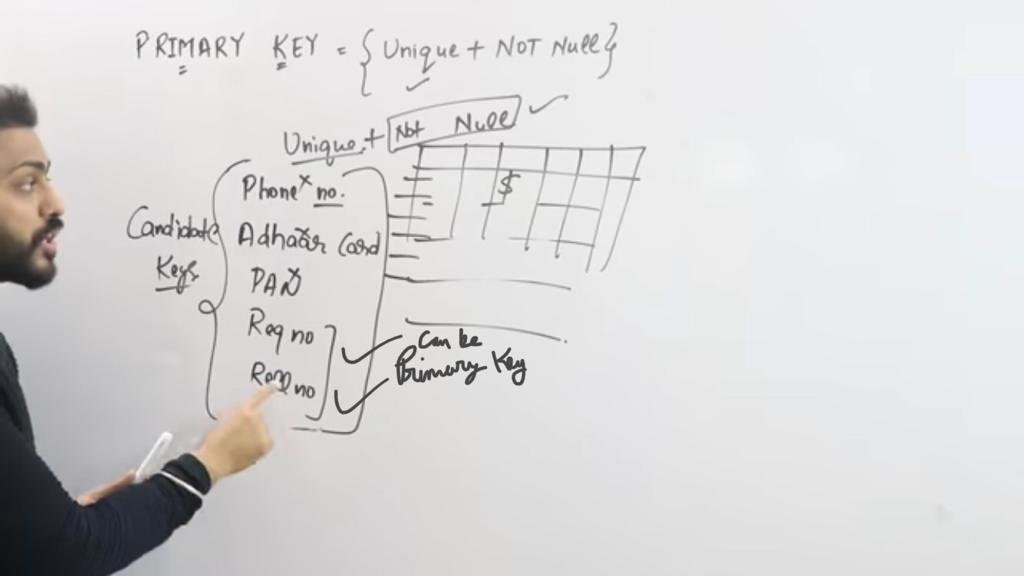 PRIMARY KEY = {Unique + NOT Null}
Unique + Not Null
Phone no.
Candidate
Adhaar Card
Keys
PAN
Reg no
Can be
Primary Key
no